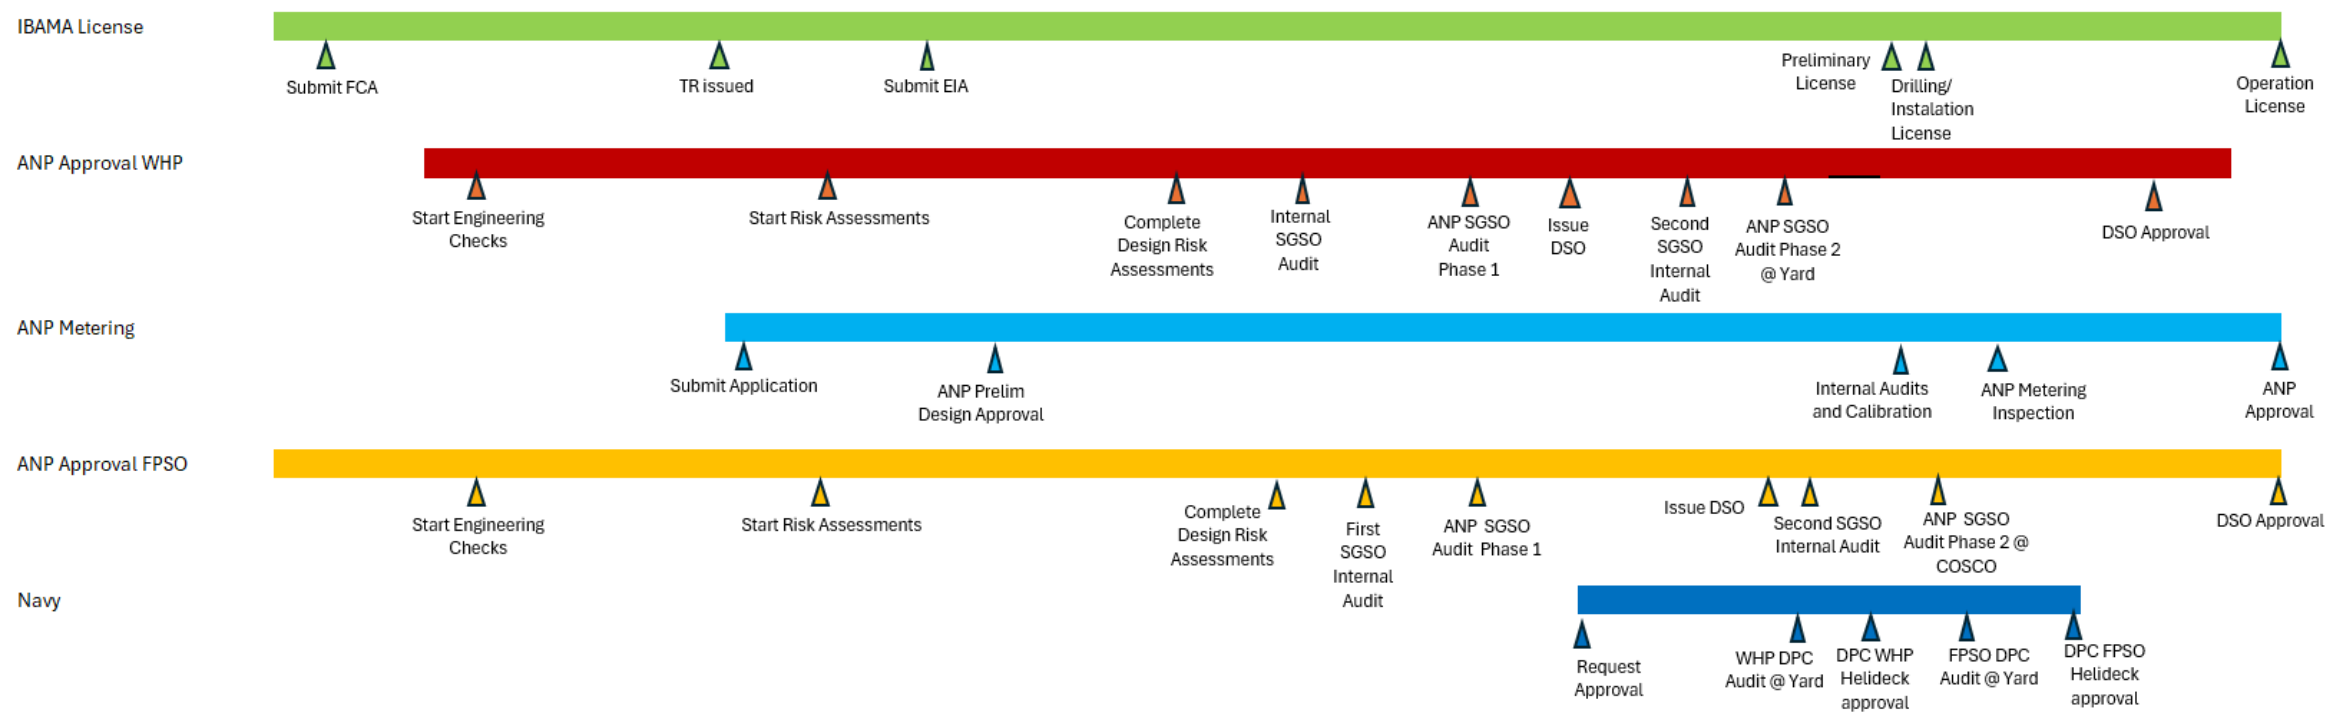 IBAMA License
Submit FCA
TR issued
Submit EIA
Preliminary
License
Drilling/
Instalation
License
Operation
License
ANP Approval WHP
Start Engineering
Checks
Start Risk Assessments
Complete
Design Risk
Assessments
Internal
SGSO
Audit
ANP SGSO
Audit
Phase 1
Issue
DSO
Second
SGSO
Internal
Audit
ANP SGSO
Audit Phase 2
@ Yard
DSO Approval
ANP Metering
Submit Application
ANP Prelim
Design Approval
Internal Audits
and Calibration
ANP Metering
Inspection
ANP
Approval
ANP Approval FPSO
Start Engineering
Checks
Start Risk Assessments
Complete
Design Risk
Assessments
First
SGSO
Internal
Audit
ANP SGSO
Audit Phase 1
Issue DSO
Second SGSO
Internal Audit
ANP SGSO
Audit Phase 2 @
COSCO
DSO Approval
Navy
Request
Approval
WHP DPC
Audit @ Yard
DPC WHP
Helideck
approval
FPSO DPC
Audit @ Yard
DPC FPSO
Helideck
approval